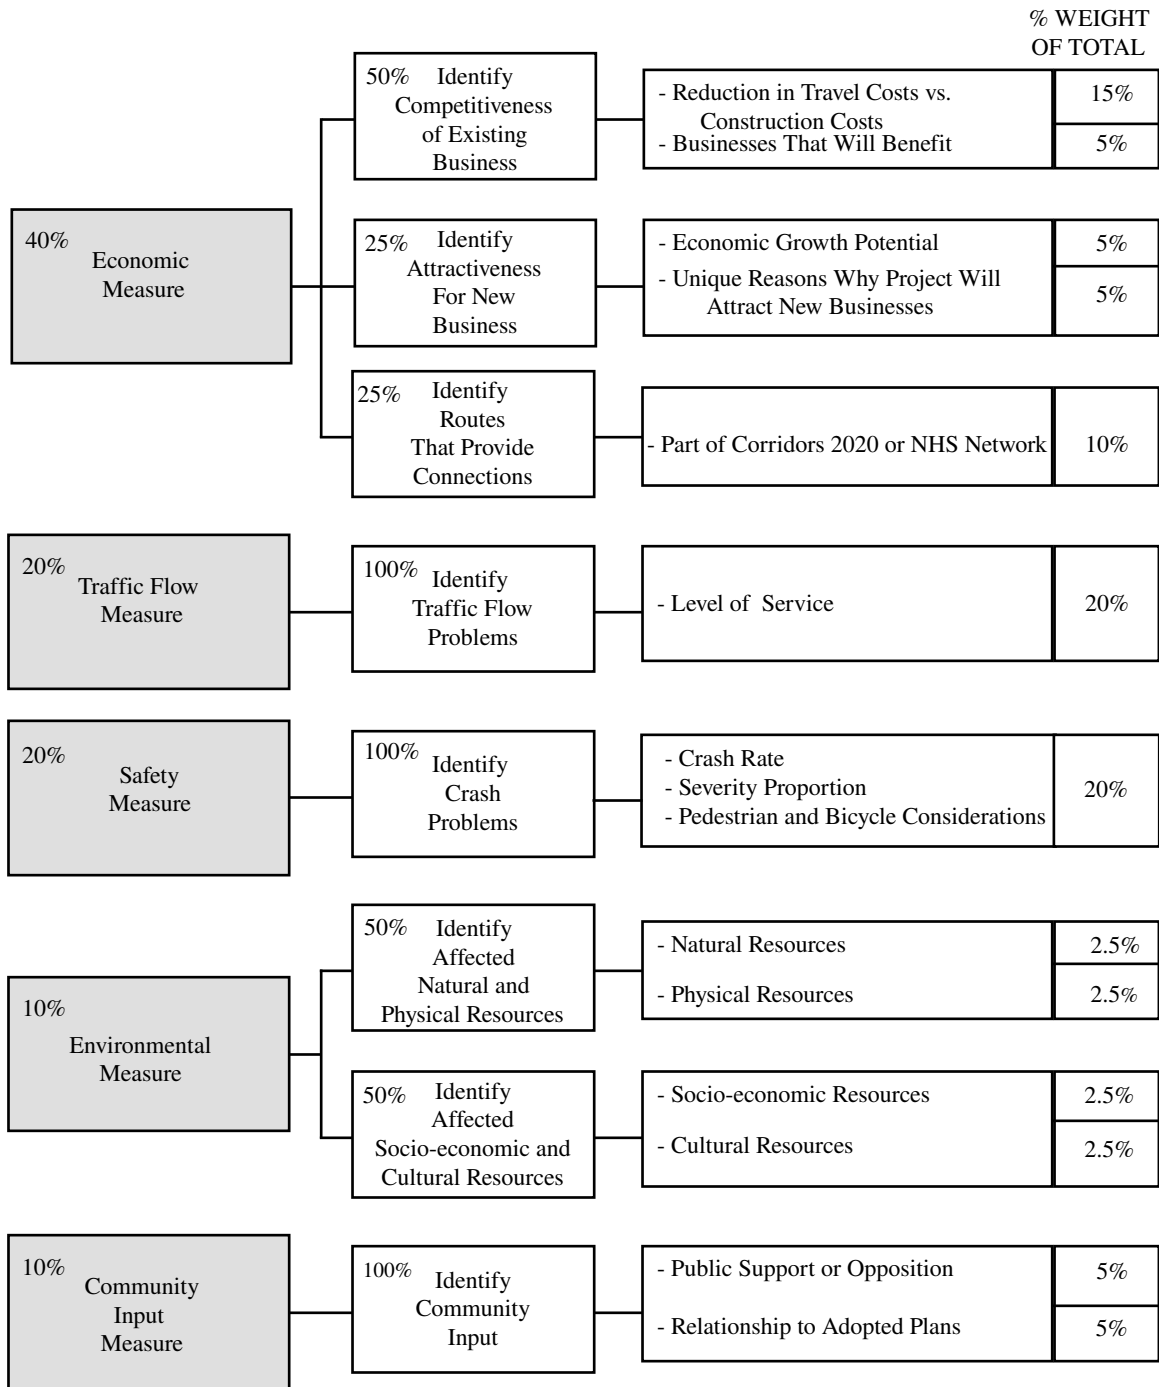 % WEIGHT
OF TOTAL
40%
Economic
Measure
50% Identify
Competitiveness
of Existing
Business
- Reduction in Travel Costs vs.
Construction Costs
15%
- Businesses That Will Benefit
5%
25% Identify
Attractiveness
For New
Business
- Economic Growth Potential
5%
- Unique Reasons Why Project Will
Attract New Businesses
5%
25% Identify
Routes
That Provide
Connections
- Part of Corridors 2020 or NHS Network
10%
20%
Traffic Flow
Measure
100% Identify
Traffic Flow
Problems
- Level of Service
20%
20%
Safety
Measure
100% Identify
Crash
Problems
- Crash Rate
- Severity Proportion
- Pedestrian and Bicycle Considerations
20%
10%
Environmental
Measure
50% Identify
Affected
Natural and
Physical Resources
- Natural Resources
2.5%
- Physical Resources
2.5%
50% Identify
Affected
Socio-economic and
Cultural Resources
- Socio-economic Resources
2.5%
- Cultural Resources
2.5%
10%
Community
Input
Measure
100% Identify
Community
Input
- Public Support or Opposition
5%
- Relationship to Adopted Plans
5%